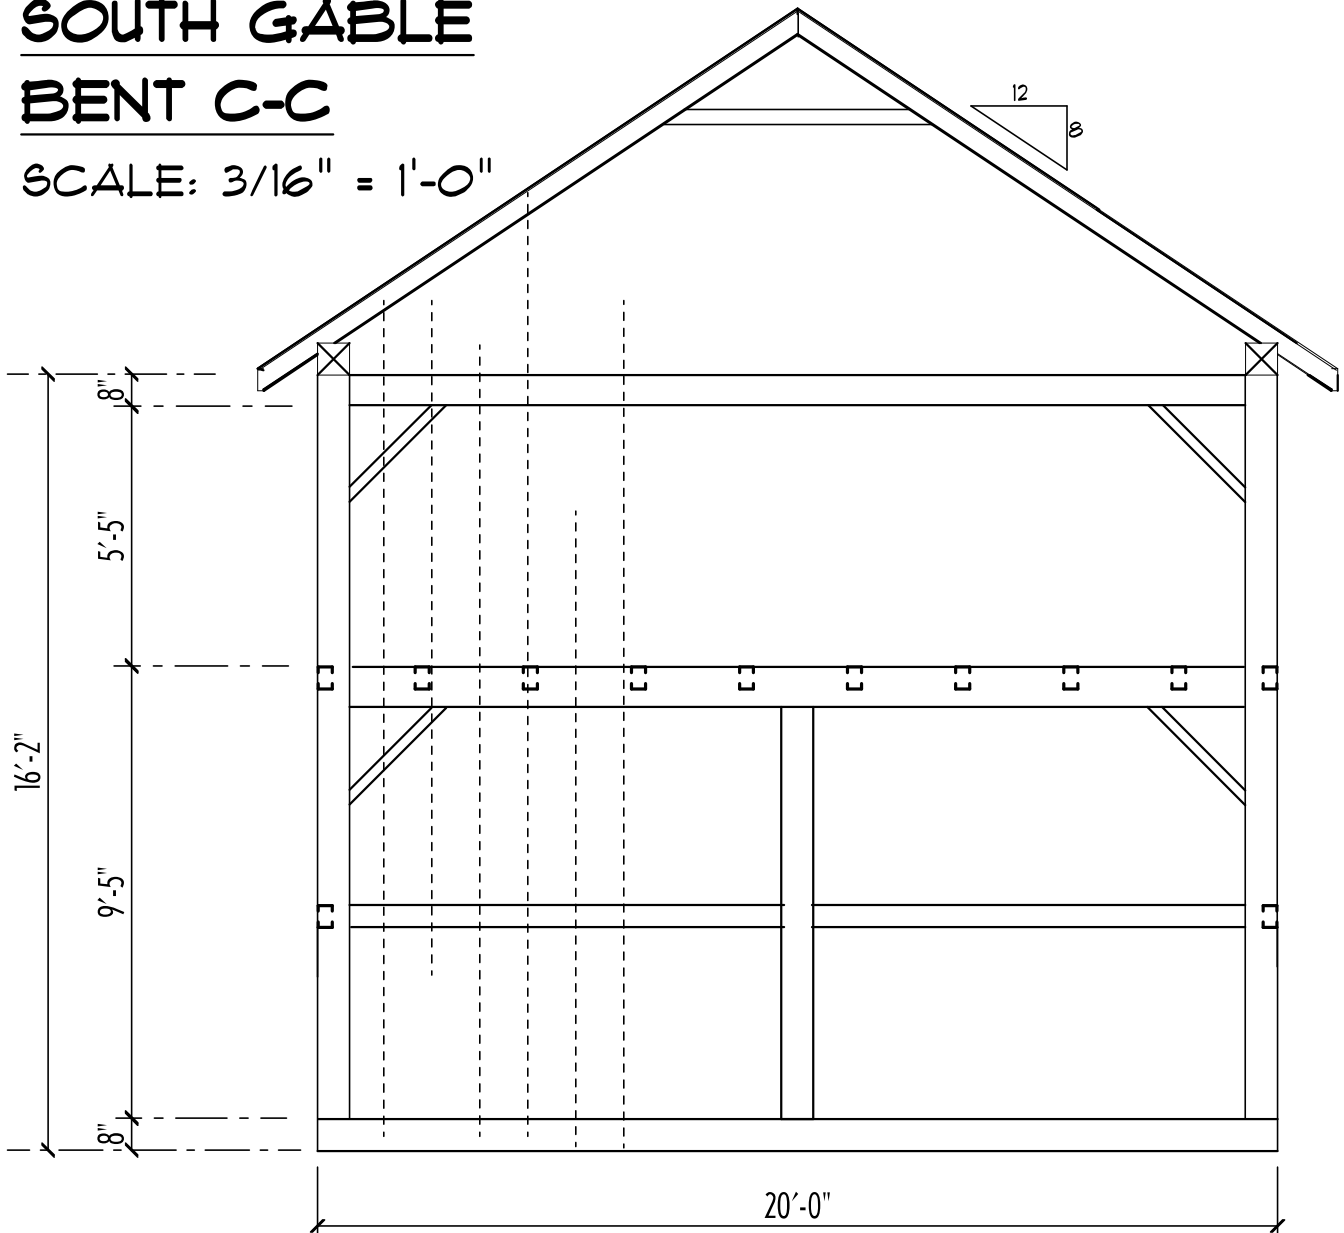 SOUTH GABLE
BENT C-C
SCALE: 3/16" = 1'-0"
12
8
8"
5'-5"
16'-2"
9'-5"
8"
20'-0"